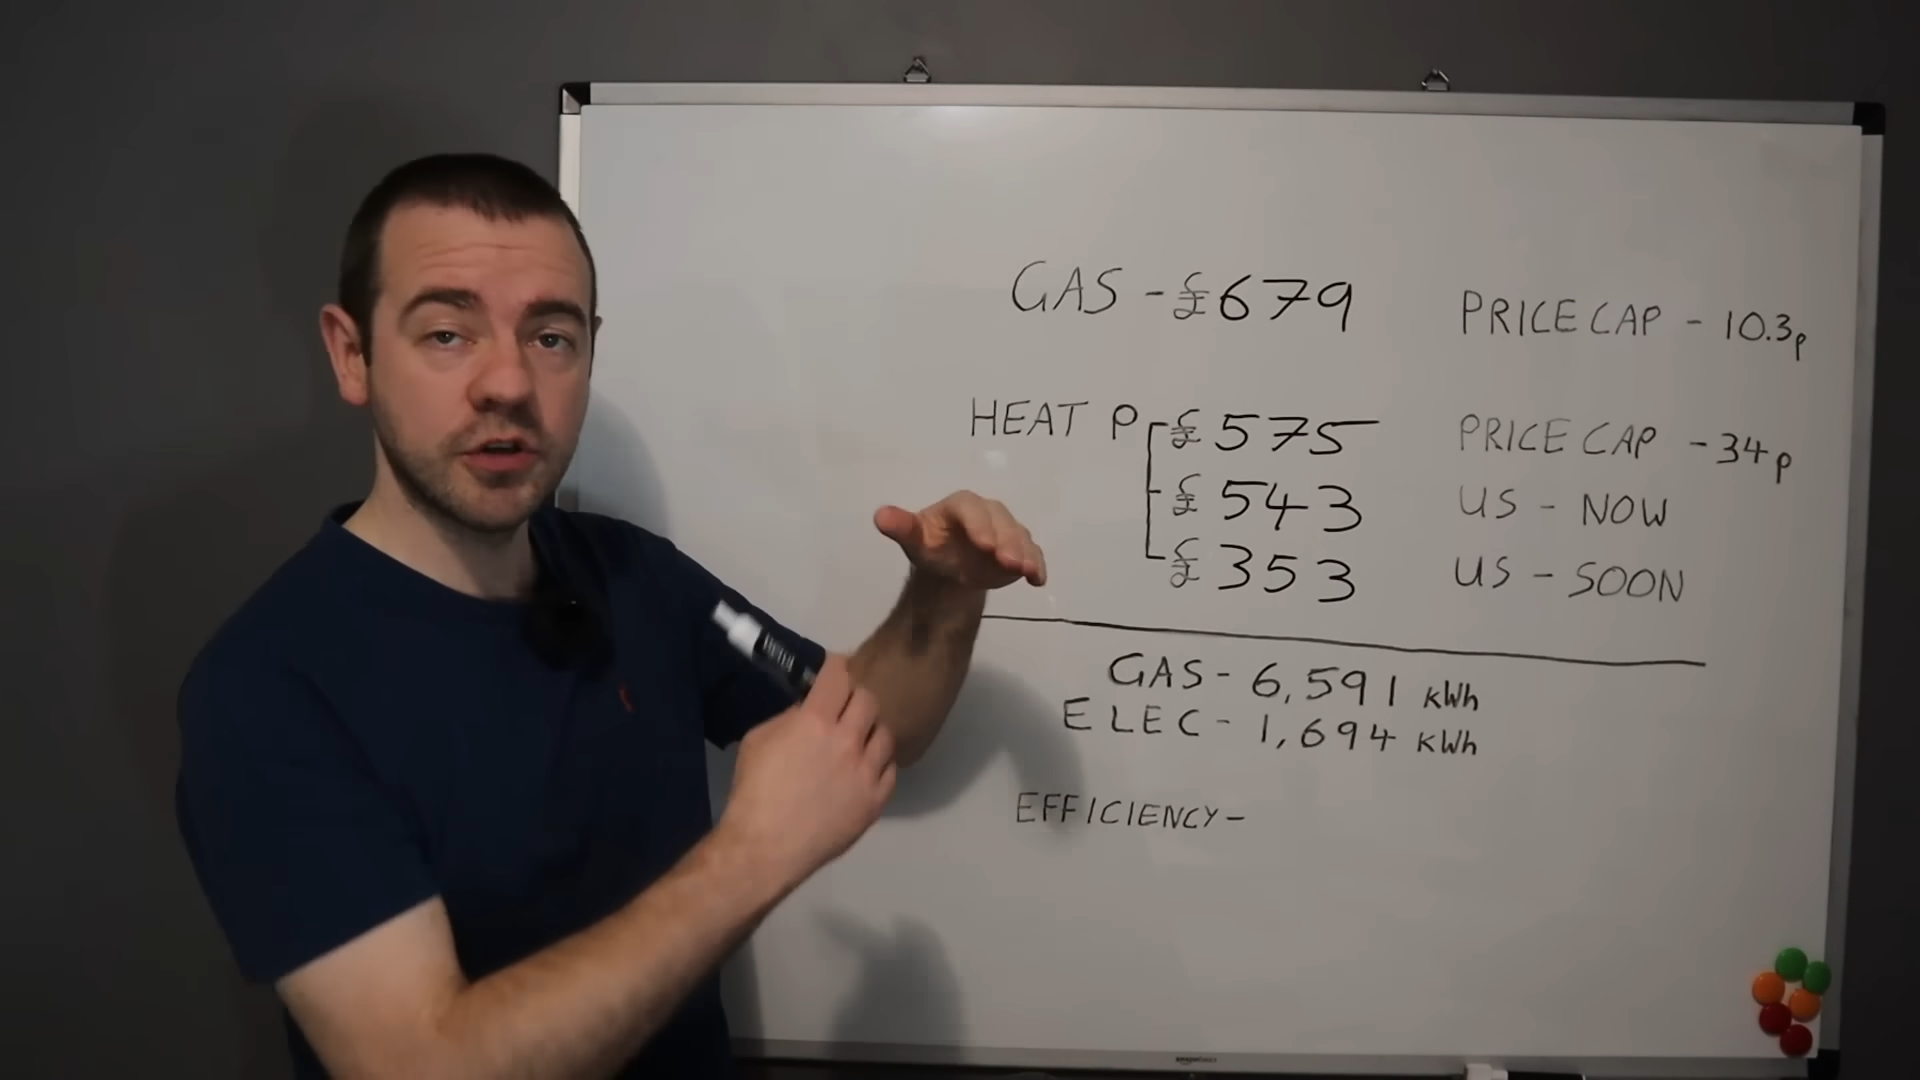 GAS - £679 PRICE CAP - 10.3p
HEAT P £575 PRICE CAP - 34p
£543 US - NOW
£353 US - SOON
GAS - 6,591 kWh
ELEC - 1,694 kWh
EFFICIENCY -